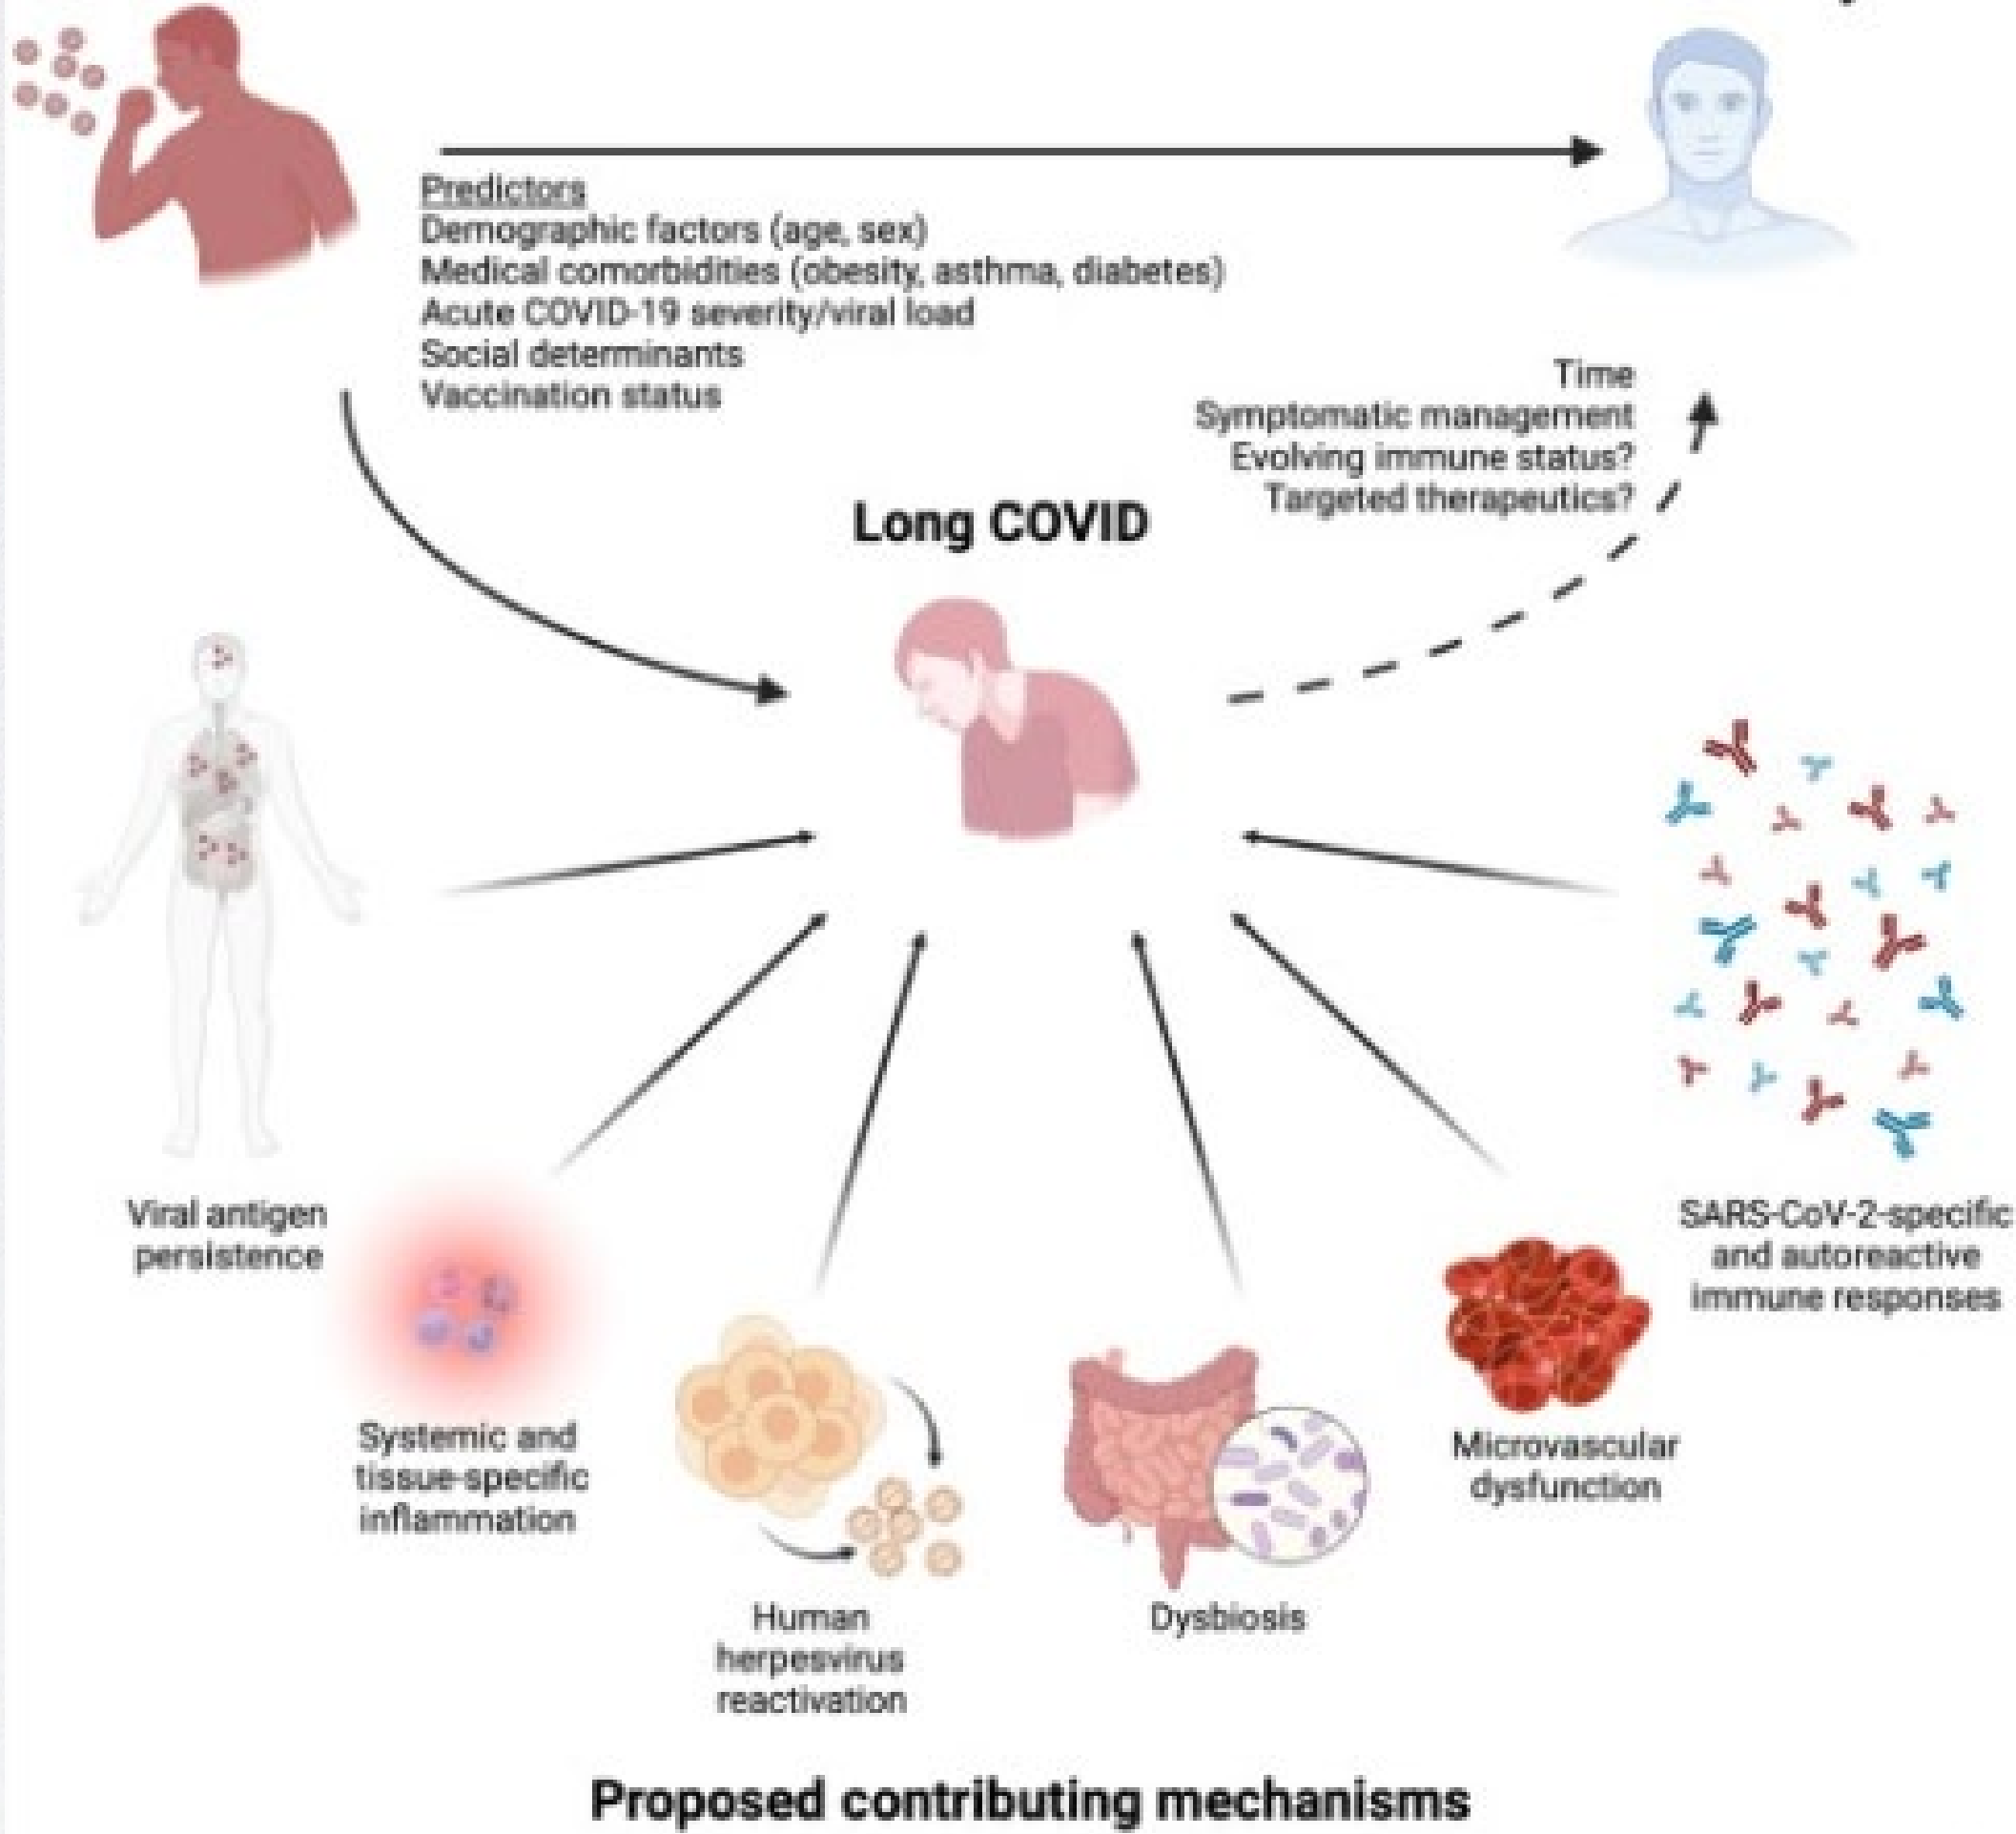 Predictors
Demographic factors (age, sex)
Medical comorbidities (obesity, asthma, diabetes)
Acute COVID-19 severity/viral load
Social determinants
Vaccination status
Time
Symptomatic management
Evolving immune status?
Targeted therapeutics?
Long COVID
Viral antigen
persistence
Systemic and
tissue-specific
inflammation
Human
herpesvirus
reactivation
Dysbiosis
Microvascular
dysfunction
SARS-CoV-2-specific
and autoreactive
immune responses
Proposed contributing mechanisms